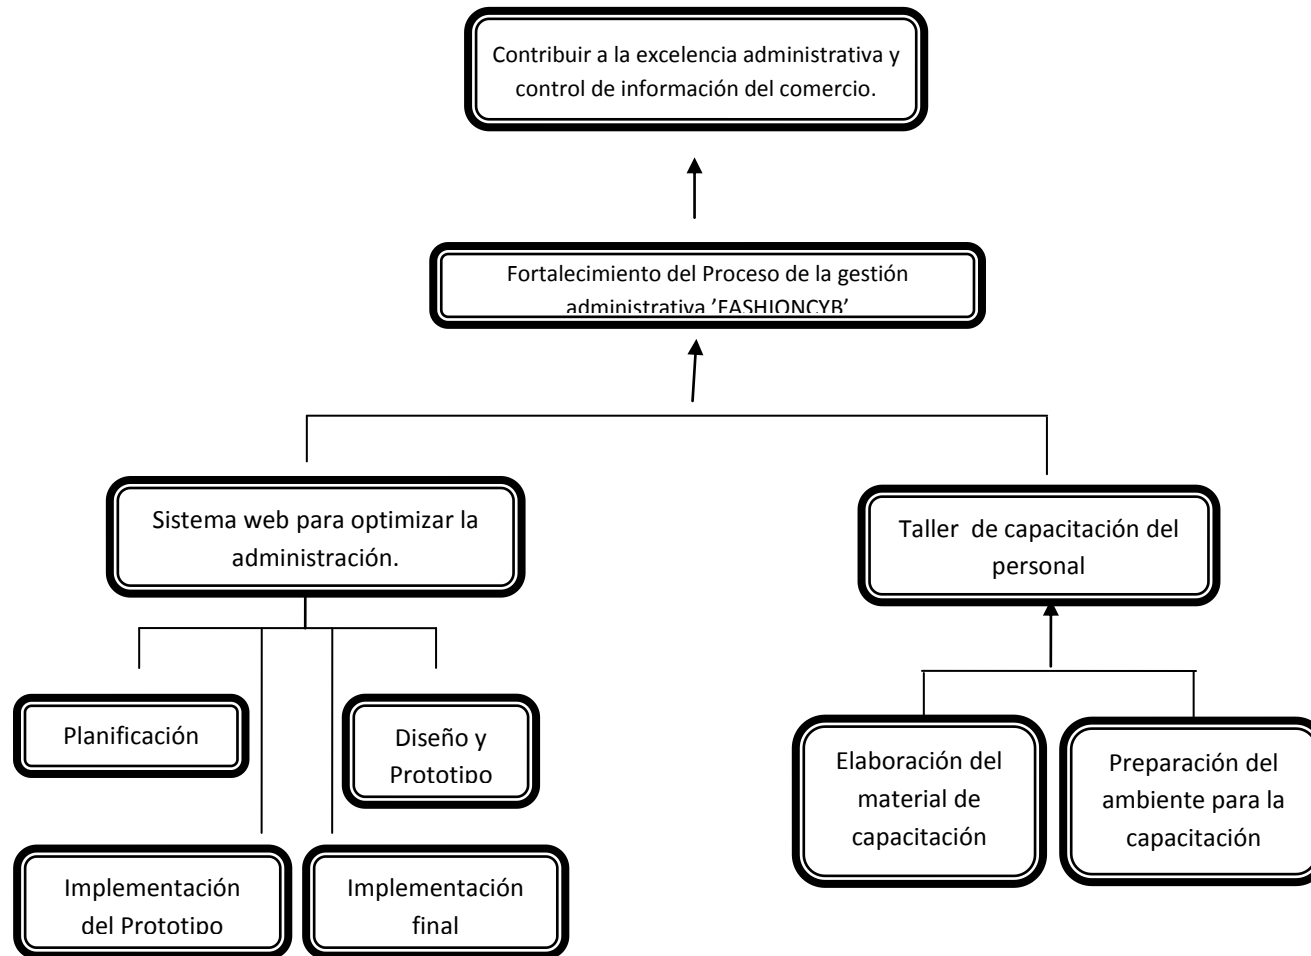 Contribuir a la excelencia administrativa y
control de información del comercio.
Fortalecimiento del Proceso de la gestión
administrativa ’FASHIONCYB’
Sistema web para optimizar la
administración.
Taller de capacitación del
personal
Planificación
Diseño y
Prototipo
Elaboración del
material de
capacitación
Preparación del
ambiente para la
capacitación
Implementación
del Prototipo
Implementación
final